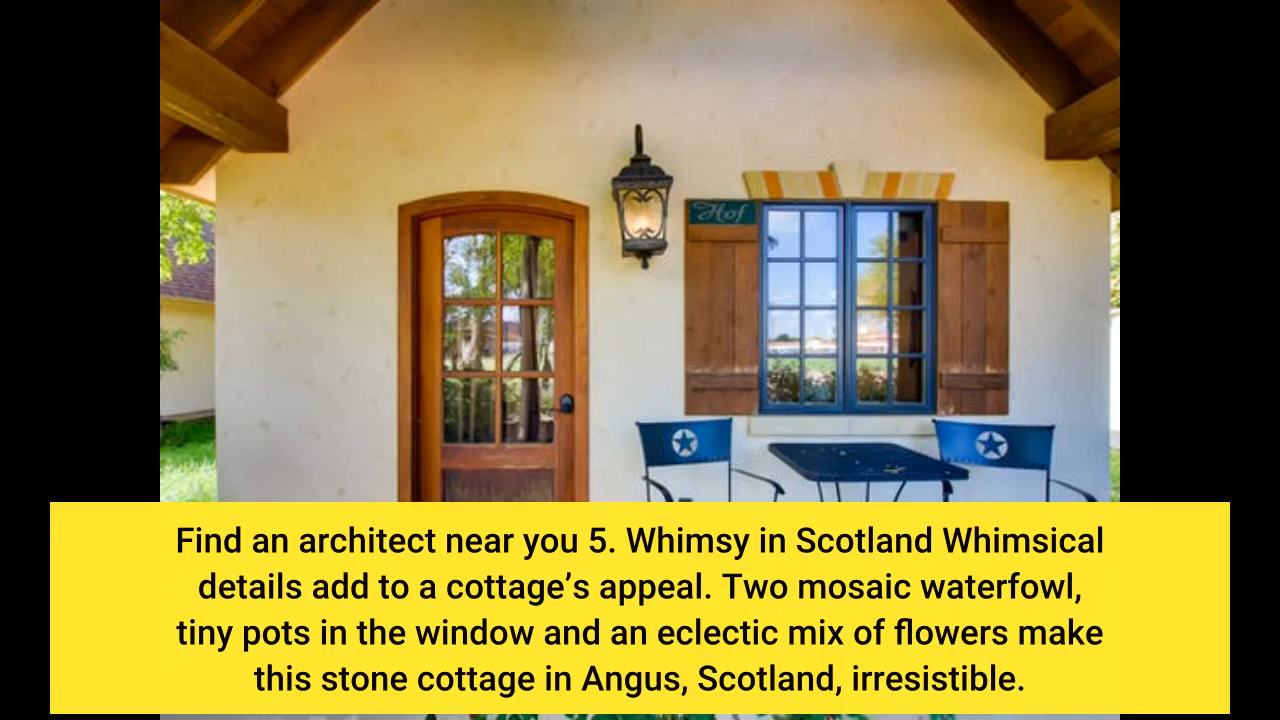 Hof
Find an architect near you 5. Whimsy in Scotland Whimsical
details add to a cottage’s appeal. Two mosaic waterfowl,
tiny pots in the window and an eclectic mix of flowers make
this stone cottage in Angus, Scotland, irresistible.